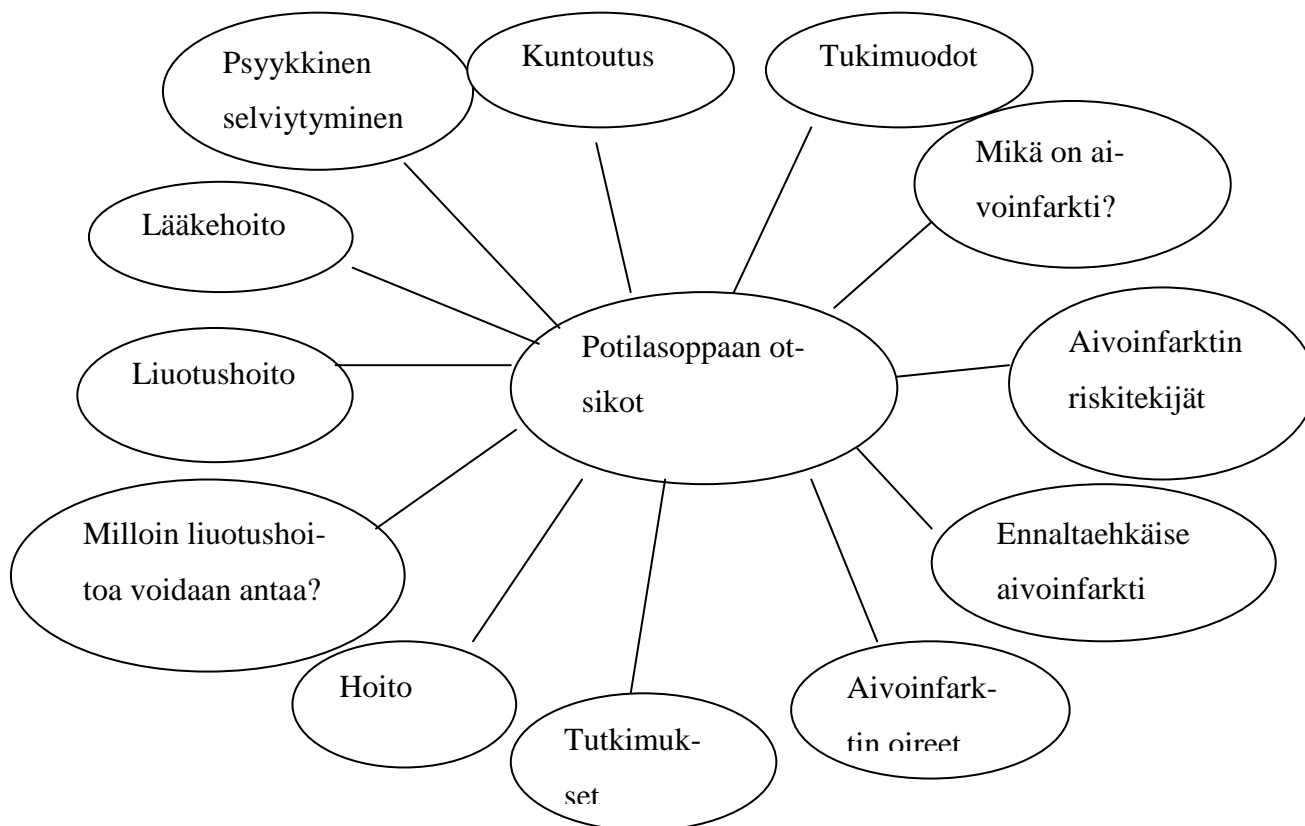 Psyykkinen
selviytyminen
Kuntoutus
Tukimuodot
Mikä on ai-
voinfarkti?
Lääkehoito
Liuotushoito
Potilasoppaan ot-
sikot
Aivoinfarktin
riskitekijät
Milloin liuotushoi-
toa voidaan antaa?
Ennaltaehkäise
aivoinfarkti
Hoito
Tutkimuk-
set
Aivoinfark-
tin oireet